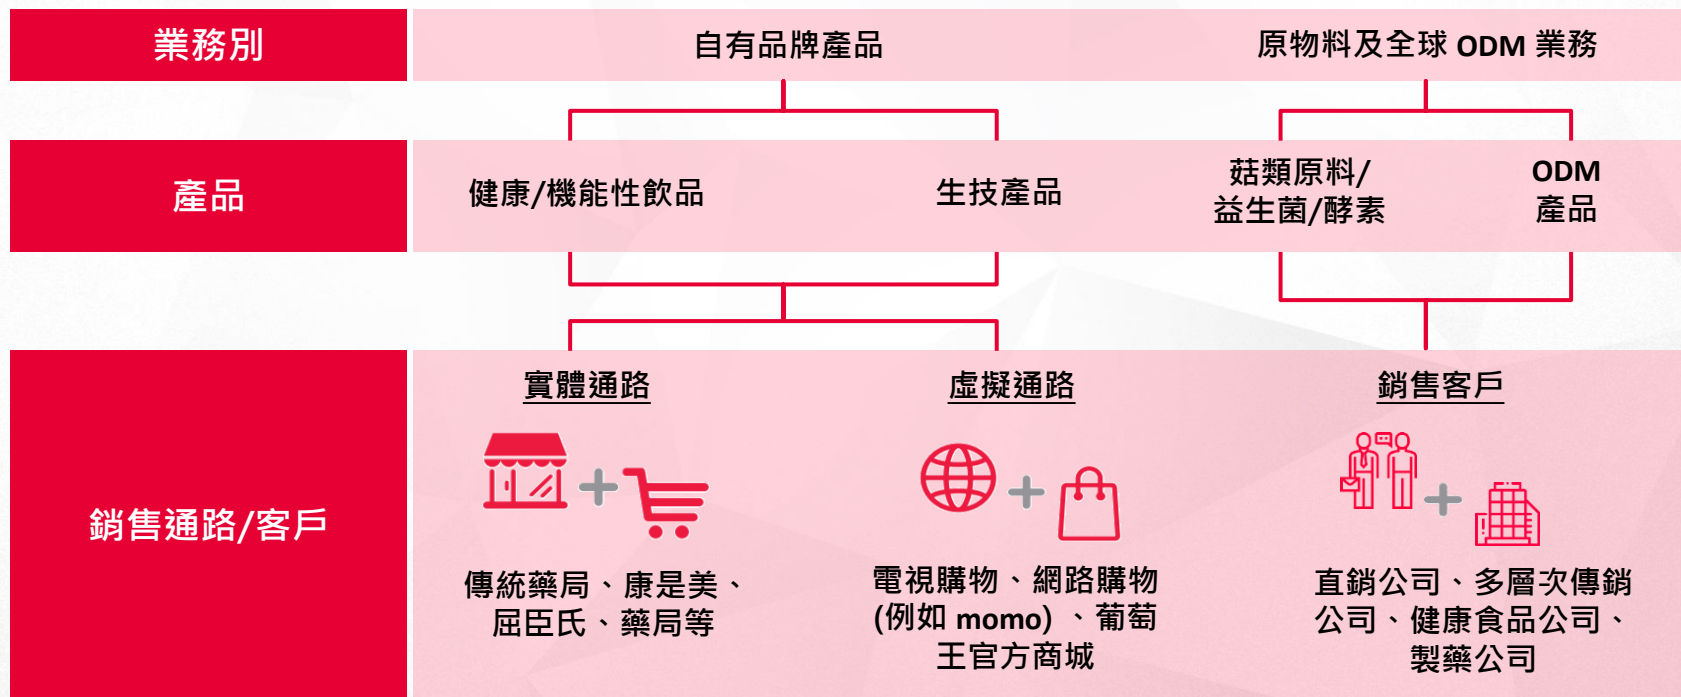 業務別
自有品牌產品
原物料及全球 ODM 業務
產品
健康/機能性飲品
生技產品
菇類原料/
益生菌/酵素
ODM
產品
銷售通路/客戶
實體通路
傳統藥局、康是美、
屈臣氏、藥局等
虛擬通路
電視購物、網路購物
(例如 momo) 、葡萄
王官方商城
銷售客戶
直銷公司、多層次傳銷
公司、健康食品公司、
製藥公司